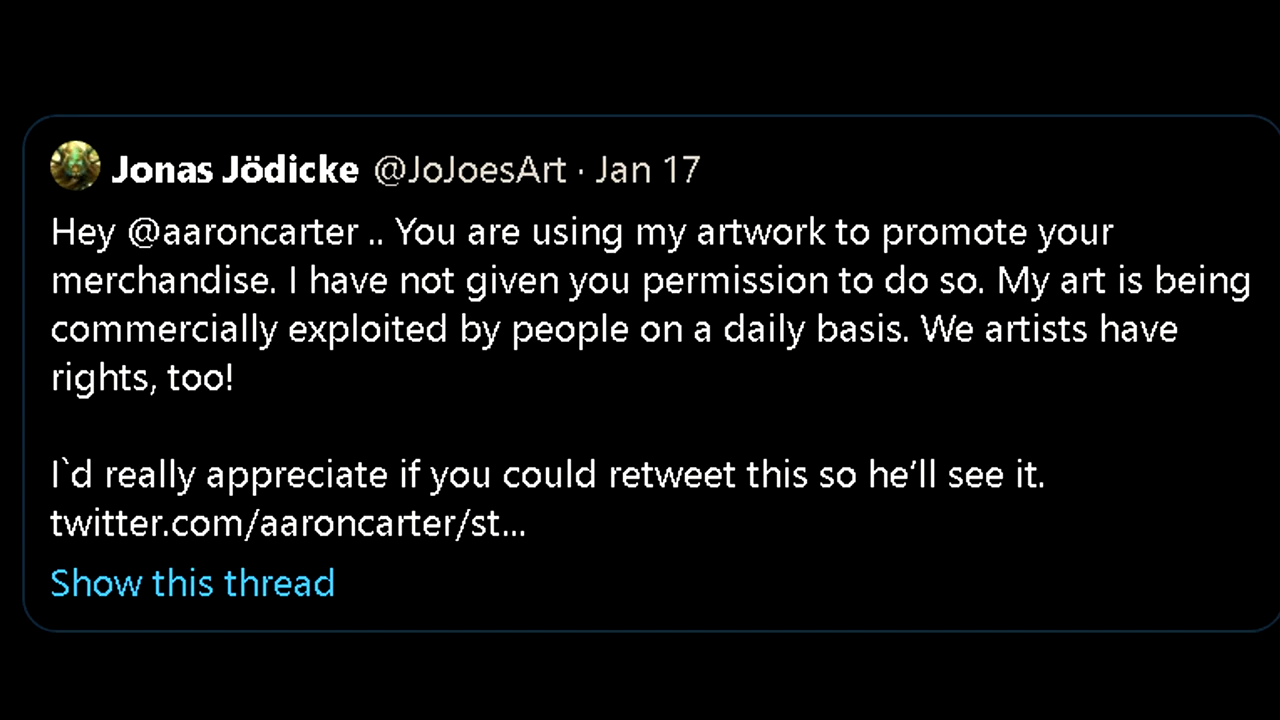 Jonas Jödicke @JoJoesArt · Jan 17
Hey @aaroncarter .. You are using my artwork to promote your
merchandise. I have not given you permission to do so. My art is being
commercially exploited by people on a daily basis. We artists have
rights, too!
I`d really appreciate if you could retweet this so he’ll see it.
twitter.com/aaroncarter/st...
Show this thread